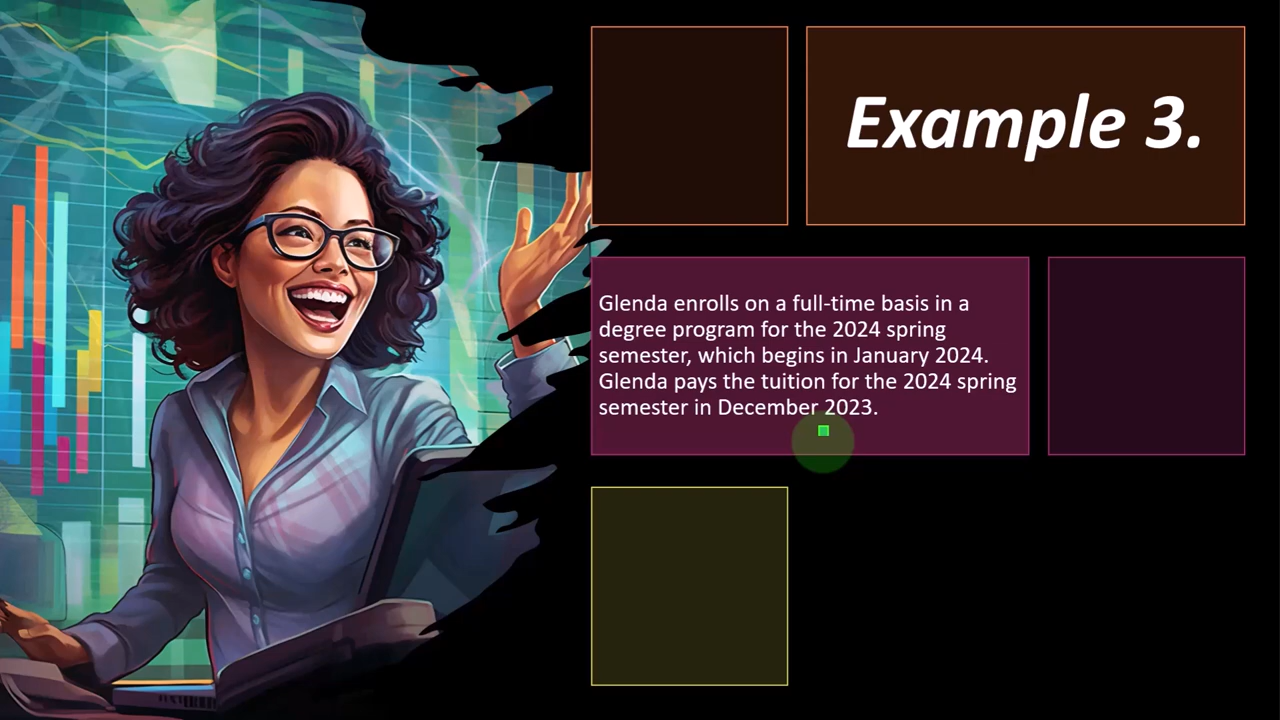 Example 3.
Glenda enrolls on a full-time basis in a
degree program for the 2024 spring
semester, which begins in January 2024.
Glenda pays the tuition for the 2024 spring
semester in December 2023.